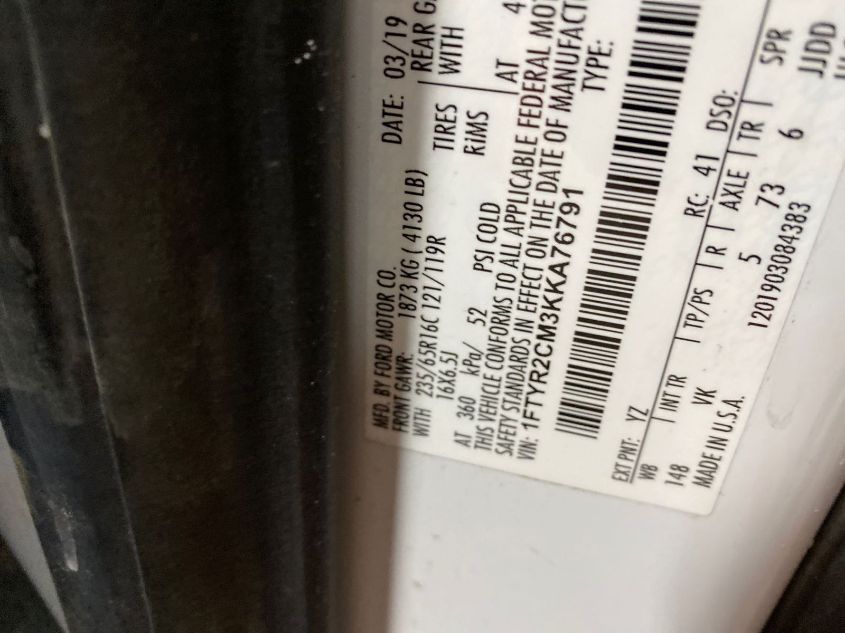 MFD. BY FORD MOTOR CO.
DATE: 03/19
FRONT GAWR: 1873 KG ( 4130 LB)
REAR G
WITH 235/65R16C 121/119R TIRES WITH
16X6.5J RiMS
AT 360 kPa/ 52 PSI COLD AT 4
THIS VEHICLE CONFORMS TO ALL APPLICABLE FEDERAL MOT
SAFETY STANDARDS IN EFFECT ON THE DATE OF MANUFACT
VIN: 1FTYR2CM3KKA76791
TYPE:
EXT PNT: YZ RC: 41 DSO:
WB INT TR TP/PS R AXLE TR SPR
148 VK 5 73 6 JJDD
MADE IN U.S.A. 1201903084383